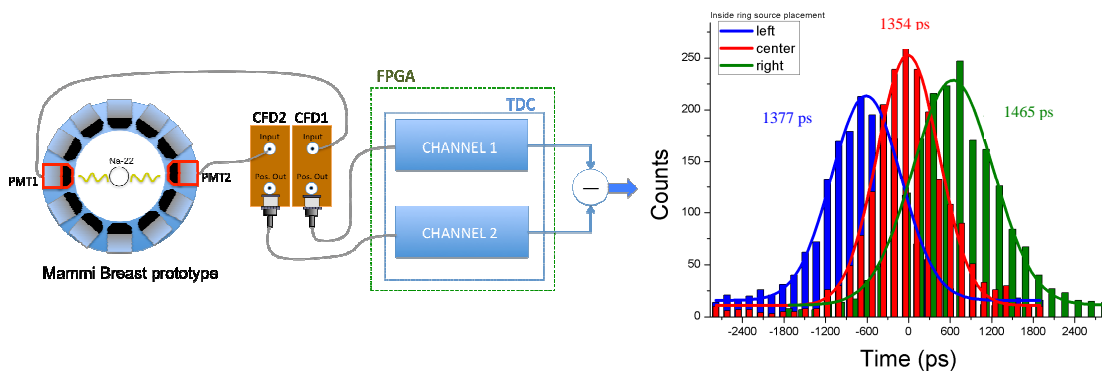 Na-22
PMT1
PMT2
Mammi Breast prototype
CFD2 CFD1
Input Input
Pos. Out Pos. Out
FPGA
TDC
CHANNEL 1
CHANNEL 2
—
Inside ring source placement
left
center
right
1354 ps
1377 ps
1465 ps
Counts
250
200
150
100
50
0
-2400 -1800 -1200 -600 0 600 1200 1800 2400
Time (ps)